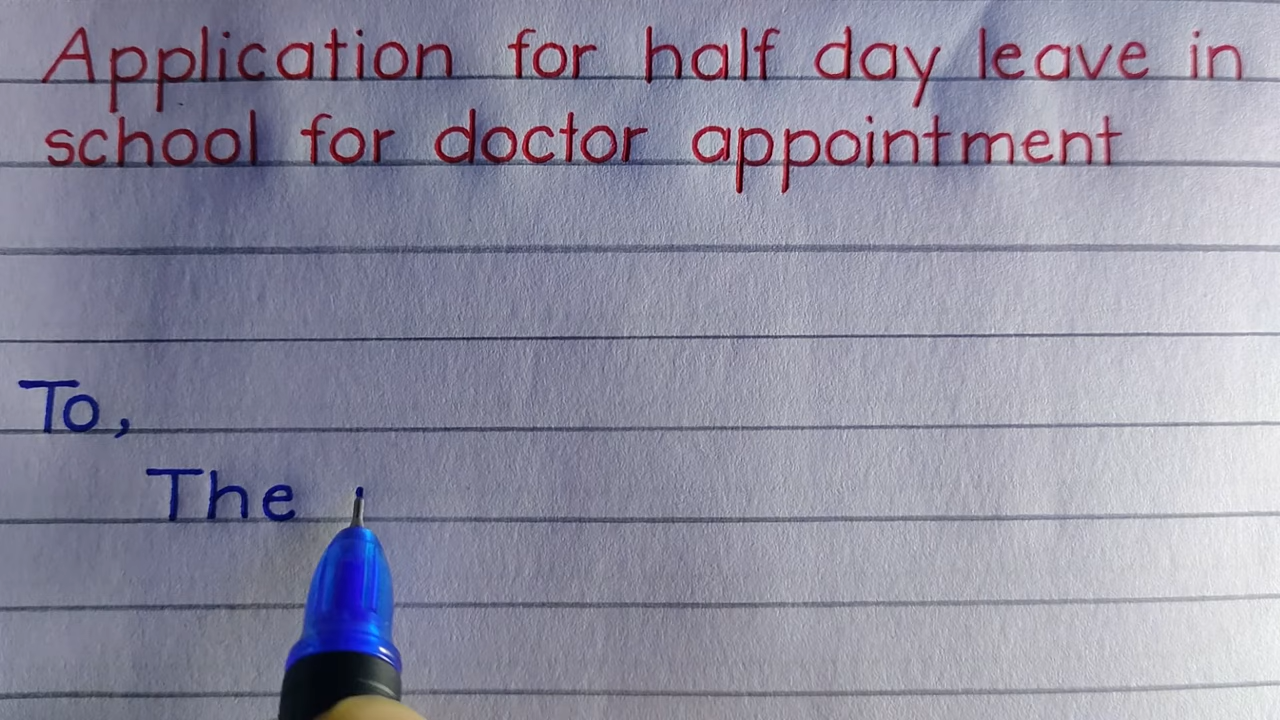 Application for half day leave in
school for doctor appointment
To,
The